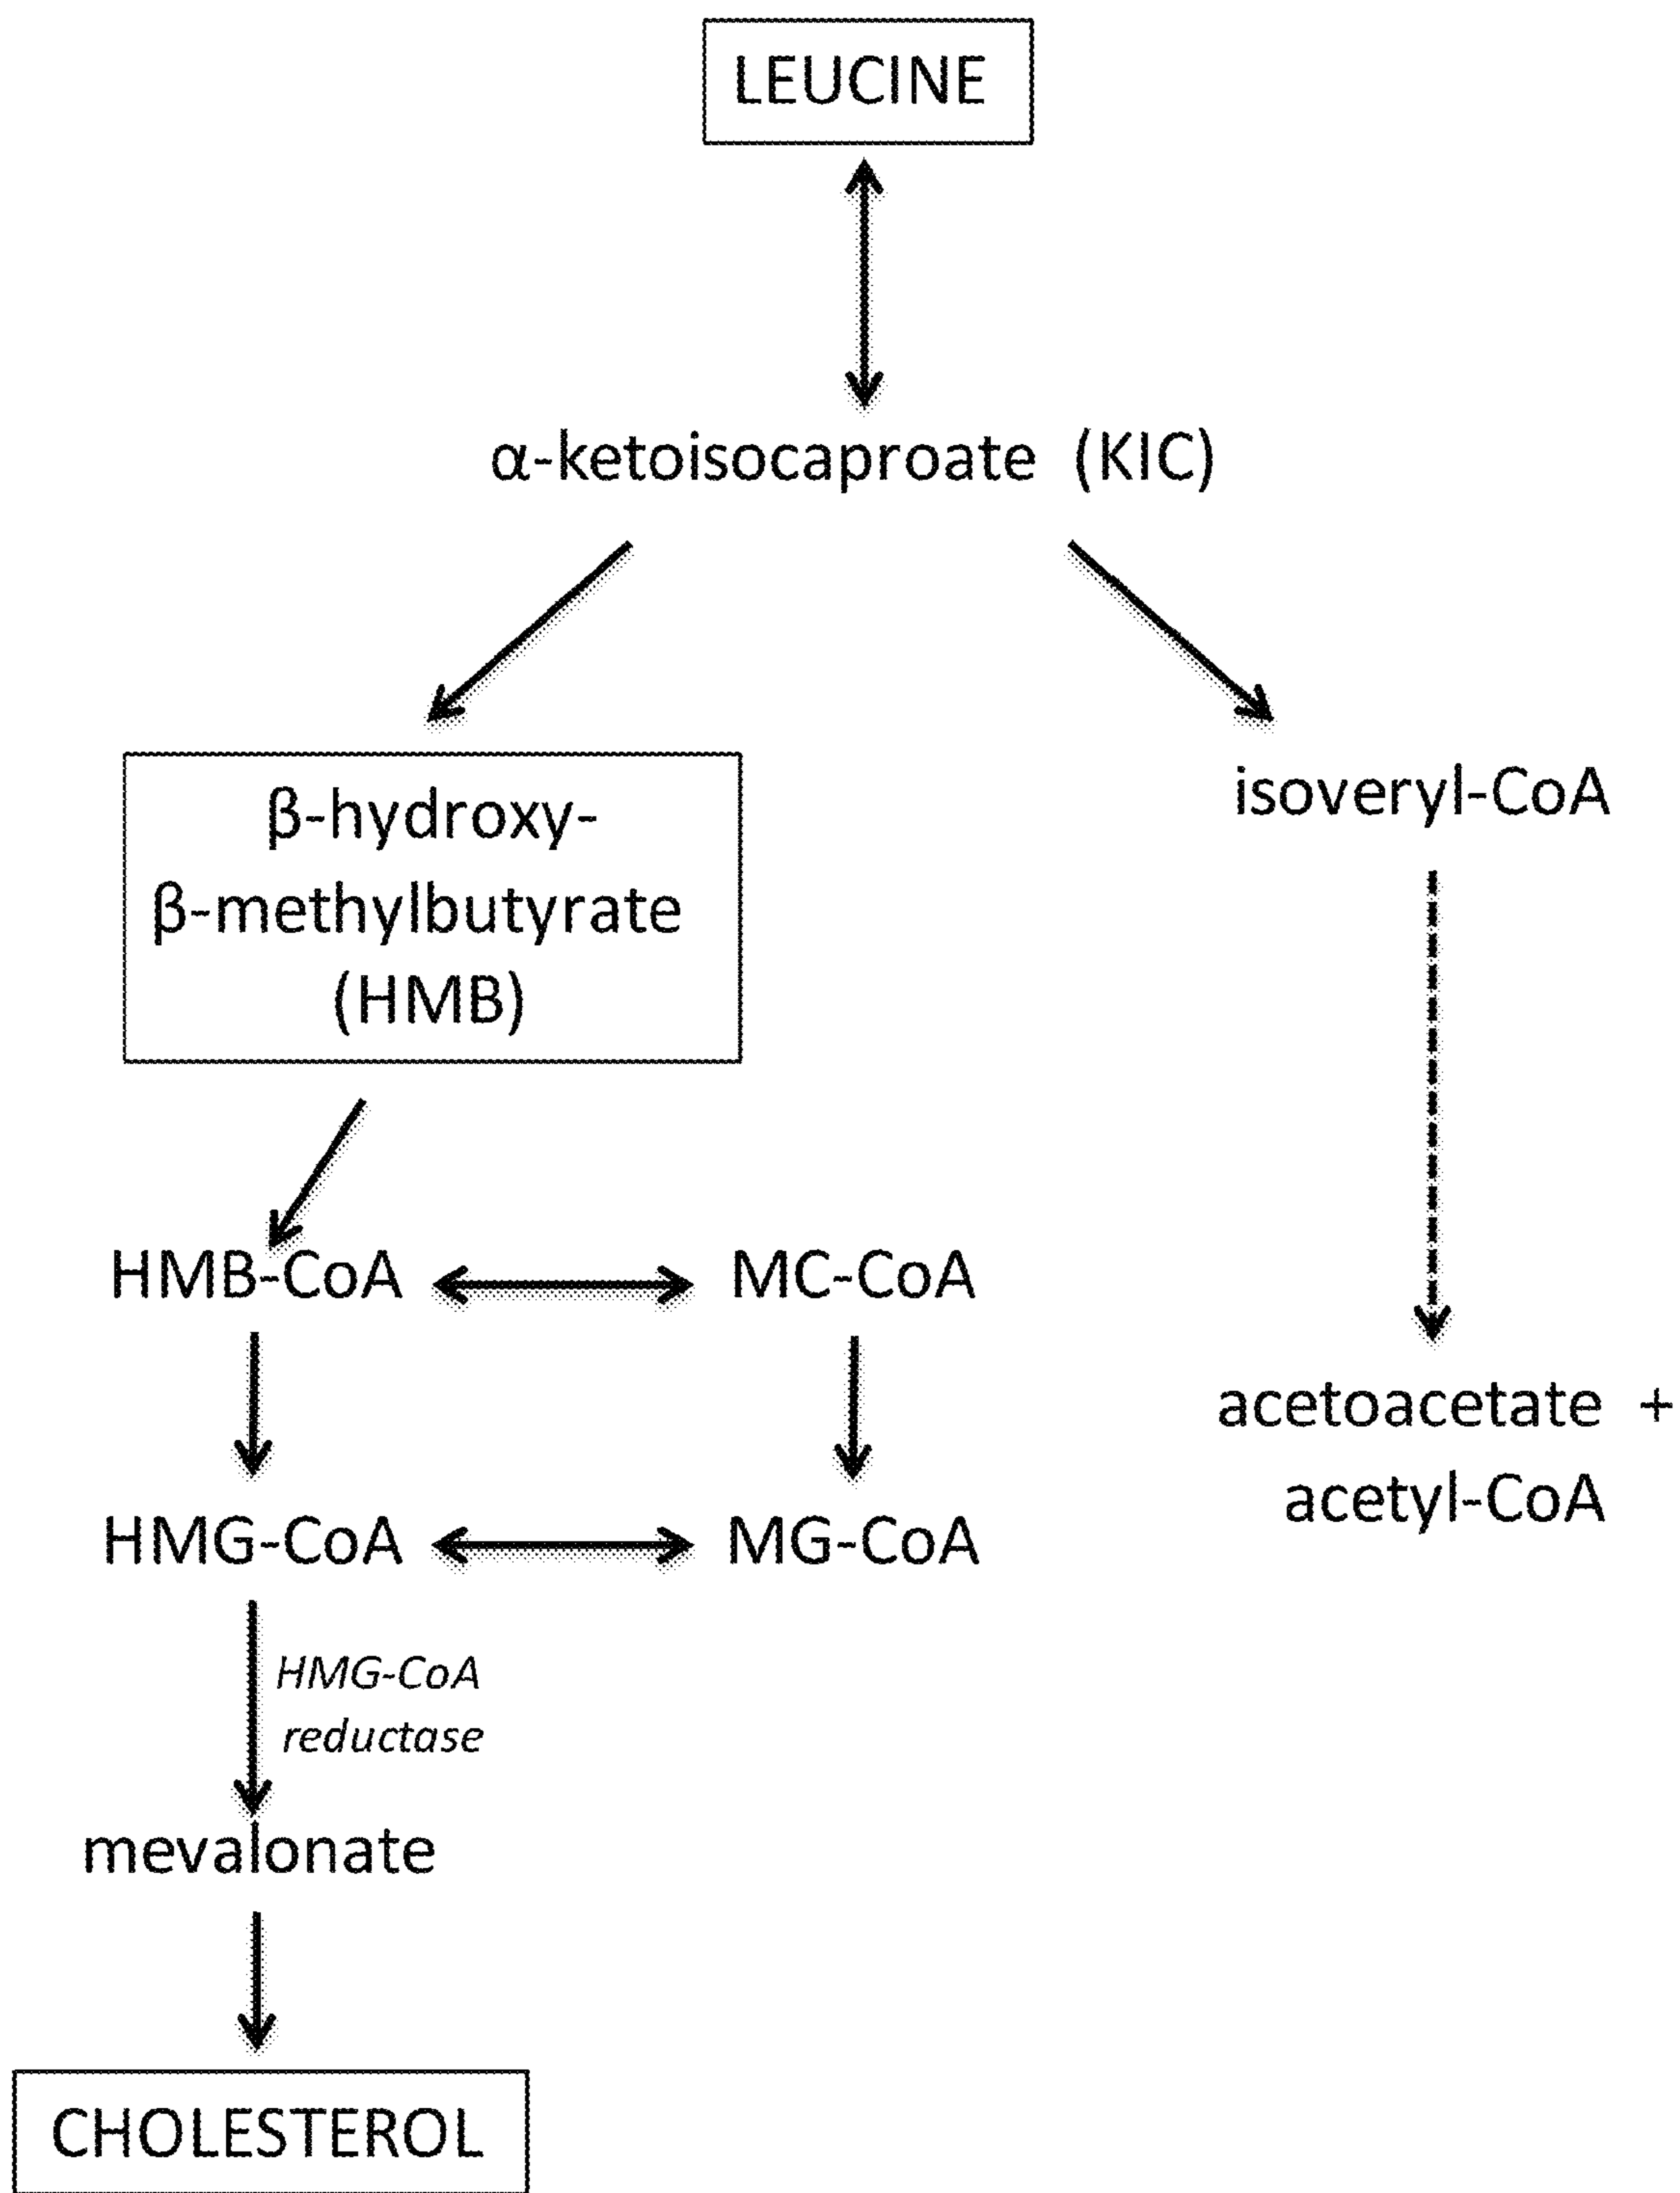 LEUCINE
α-ketoisocaproate (KIC)
β-hydroxy-
β-methylbutyrate
(HMB)
isoveryl-CoA
HMB-CoA
MC-CoA
acetoacetate +
acetyl-CoA
HMG-CoA
MG-CoA
HMG-CoA
reductase
mevalonate
CHOLESTEROL